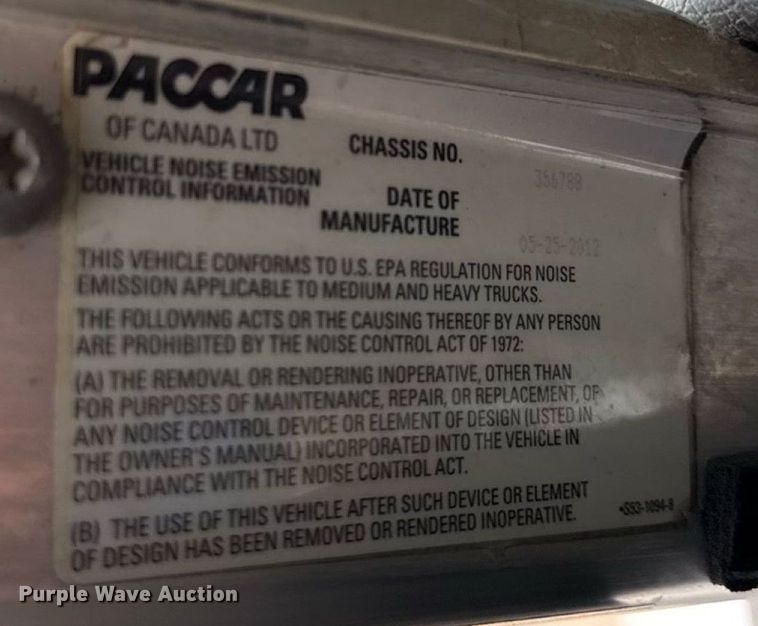 PACCAR
OF CANADA LTD
VEHICLE NOISE EMISSION
CONTROL INFORMATION
CHASSIS NO.
356788
DATE OF
MANUFACTURE
05-25-2012
THIS VEHICLE CONFORMS TO U.S. EPA REGULATION FOR NOISE
EMISSION APPLICABLE TO MEDIUM AND HEAVY TRUCKS.
THE FOLLOWING ACTS OR THE CAUSING THEREOF BY ANY PERSON
ARE PROHIBITED BY THE NOISE CONTROL ACT OF 1972:
(A) THE REMOVAL OR RENDERING INOPERATIVE, OTHER THAN
FOR PURPOSES OF MAINTENANCE, REPAIR, OR REPLACEMENT, OF
ANY NOISE CONTROL DEVICE OR ELEMENT OF DESIGN (LISTED IN
THE OWNER'S MANUAL) INCORPORATED INTO THE VEHICLE IN
COMPLIANCE WITH THE NOISE CONTROL ACT.
(B) THE USE OF THIS VEHICLE AFTER SUCH DEVICE OR ELEMENT
OF DESIGN HAS BEEN REMOVED OR RENDERED INOPERATIVE.
Purple Wave Auction